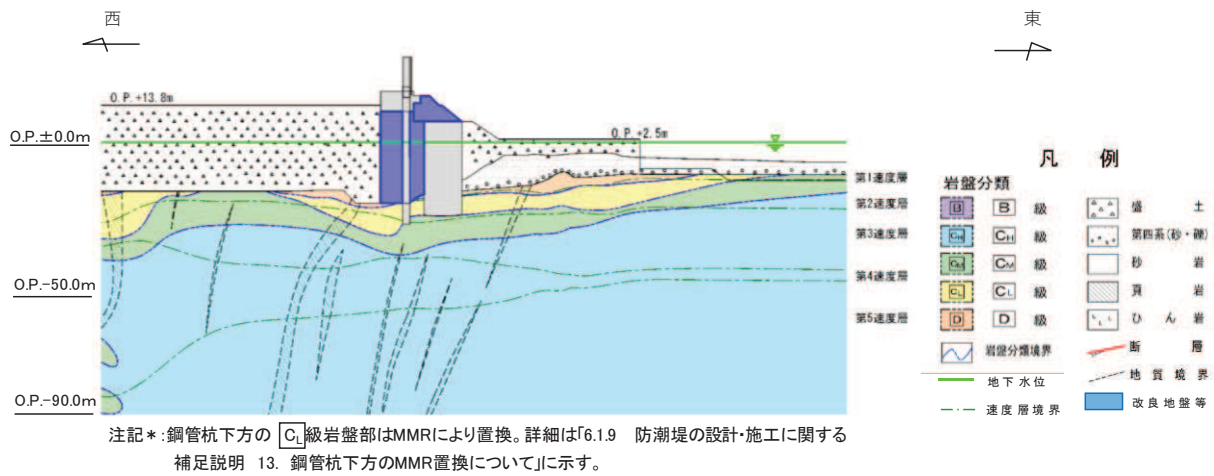 西
東
O.P.+13.8m
O.P.±0.0m
O.P.+2.5m
O.P.-50.0m
O.P.-90.0m
第1速度層
第2速度層
第3速度層
第4速度層
第5速度層
凡 例
岩盤分類
B B 級
CH CH 級
CM CM 級
CL CL 級
D D 級
岩盤分類境界
地下水位
速度層境界
盛 土
第四系(砂・礫)
砂 岩
頁 岩
ひ ん 岩
断 層
地質境界
改良地盤等
注記*:鋼管杭下方の CL級岩盤部はMMRにより置換。詳細は「6.1.9 防潮堤の設計・施工に関する
補足説明 13. 鋼管杭下方のMMR置換について」に示す。